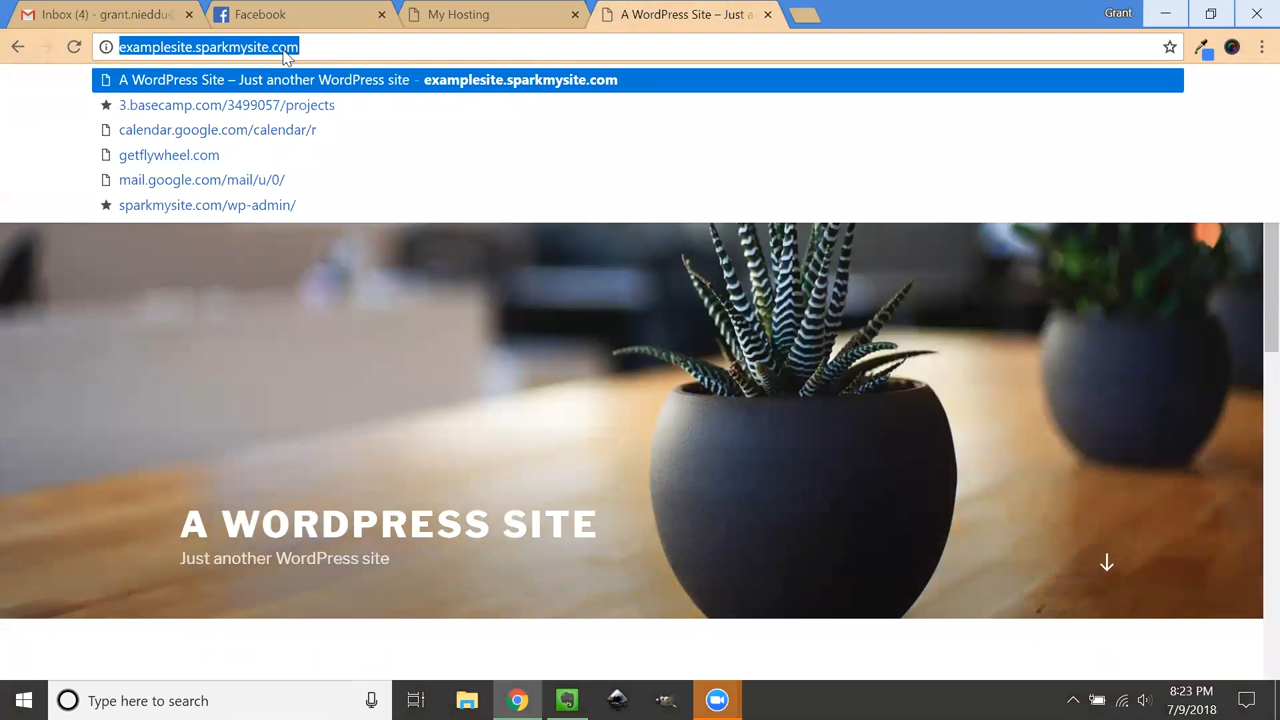 Inbox (4) - grant.nieddu
Facebook
My Hosting
A WordPress Site – Just a
Grant
examplesite.sparkmysite.com
A WordPress Site – Just another WordPress site - examplesite.sparkmysite.com
3.basecamp.com/3499057/projects
calendar.google.com/calendar/r
getflywheel.com
mail.google.com/mail/u/0/
sparkmysite.com/wp-admin/
A WORDPRESS SITE
Just another WordPress site
Type here to search
8:23 PM
7/9/2018